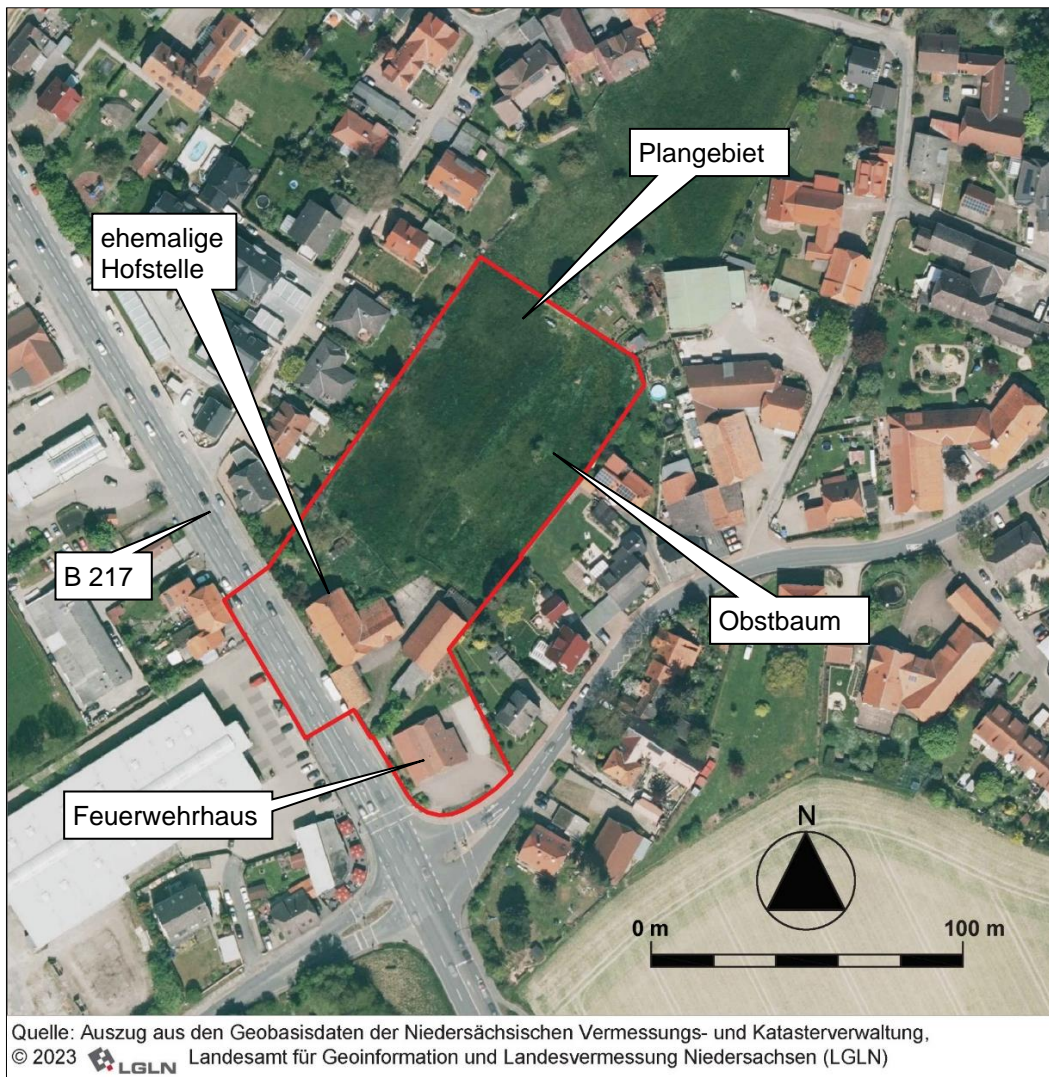 Plangebiet
ehemalige
Hofstelle
B 217
Obstbaum
Feuerwehrhaus
N
0 m 100 m
Quelle: Auszug aus den Geobasisdaten der Niedersächsischen Vermessungs- und Katasterverwaltung,
© 2023 LGLN Landesamt für Geoinformation und Landesvermessung Niedersachsen (LGLN)